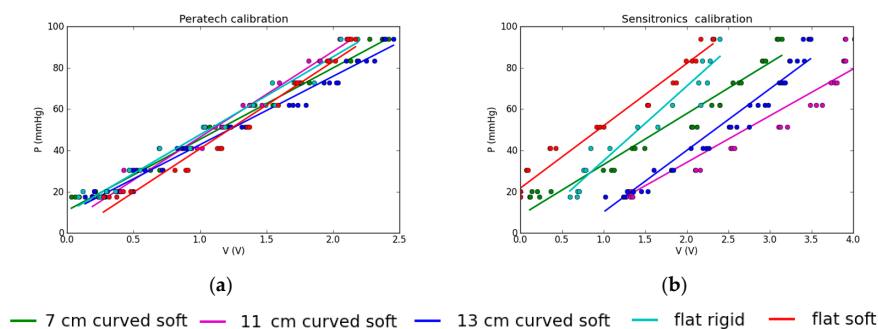 Peratech calibration
P (mmHg)
100
80
60
40
20
0
0.0 0.5 1.0 1.5 2.0 2.5
V (V)
(a)
Sensitronics calibration
P (mmHg)
100
80
60
40
20
0
0.0 0.5 1.0 1.5 2.0 2.5 3.0 3.5 4.0
V (V)
(b)
7 cm curved soft 11 cm curved soft 13 cm curved soft flat rigid flat soft